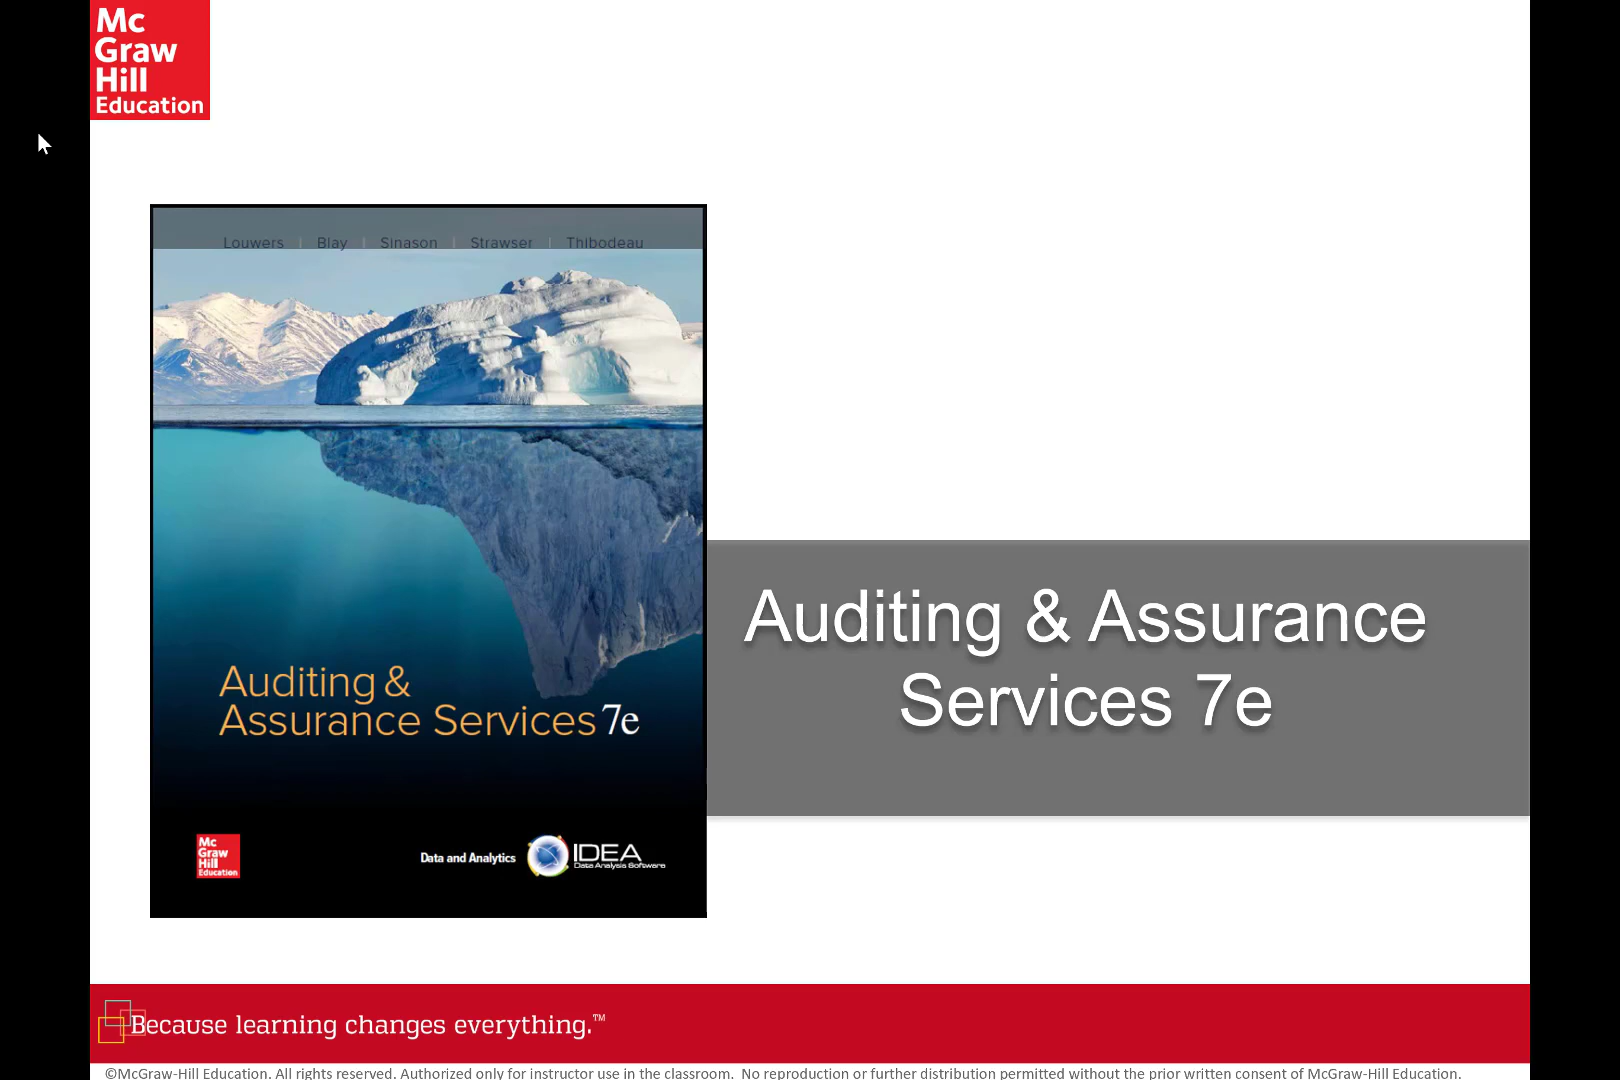 Mc
Graw
Hill
Education
Louwers | Blay | Sinason | Strawser | Thibodeau
Auditing &
Assurance Services 7e
Mc
Graw
Hill
Education
Data and Analytics
IDEA
Data Analysis Software
Auditing & Assurance
Services 7e
Because learning changes everything.™
©McGraw-Hill Education. All rights reserved. Authorized only for instructor use in the classroom. No reproduction or further distribution permitted without the prior written consent of McGraw-Hill Education.